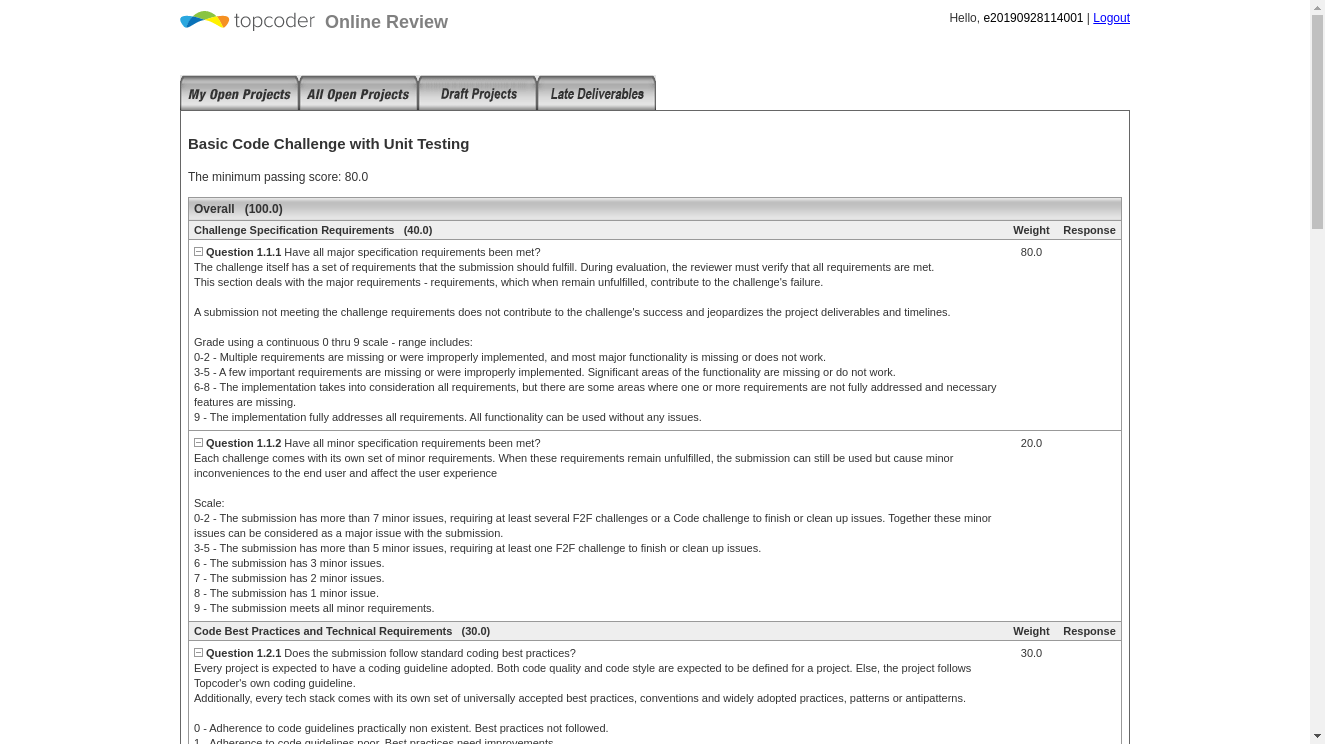 topcoder Online Review
Hello, e20190928114001 | Logout
My Open Projects All Open Projects Draft Projects Late Deliverables
Basic Code Challenge with Unit Testing
The minimum passing score: 80.0
Overall (100.0)
Challenge Specification Requirements (40.0) Weight Response
Question 1.1.1 Have all major specification requirements been met? 80.0
The challenge itself has a set of requirements that the submission should fulfill. During evaluation, the reviewer must verify that all requirements are met.
This section deals with the major requirements - requirements, which when remain unfulfilled, contribute to the challenge's failure.
A submission not meeting the challenge requirements does not contribute to the challenge's success and jeopardizes the project deliverables and timelines.
Grade using a continuous 0 thru 9 scale - range includes:
0-2 - Multiple requirements are missing or were improperly implemented, and most major functionality is missing or does not work.
3-5 - A few important requirements are missing or were improperly implemented. Significant areas of the functionality are missing or do not work.
6-8 - The implementation takes into consideration all requirements, but there are some areas where one or more requirements are not fully addressed and necessary
features are missing.
9 - The implementation fully addresses all requirements. All functionality can be used without any issues.
Question 1.1.2 Have all minor specification requirements been met? 20.0
Each challenge comes with its own set of minor requirements. When these requirements remain unfulfilled, the submission can still be used but cause minor
inconveniences to the end user and affect the user experience
Scale:
0-2 - The submission has more than 7 minor issues, requiring at least several F2F challenges or a Code challenge to finish or clean up issues. Together these minor
issues can be considered as a major issue with the submission.
3-5 - The submission has more than 5 minor issues, requiring at least one F2F challenge to finish or clean up issues.
6 - The submission has 3 minor issues.
7 - The submission has 2 minor issues.
8 - The submission has 1 minor issue.
9 - The submission meets all minor requirements.
Code Best Practices and Technical Requirements (30.0) Weight Response
Question 1.2.1 Does the submission follow standard coding best practices? 30.0
Every project is expected to have a coding guideline adopted. Both code quality and code style are expected to be defined for a project. Else, the project follows
Topcoder's own coding guideline.
Additionally, every tech stack comes with its own set of universally accepted best practices, conventions and widely adopted practices, patterns or antipatterns.
0 - Adherence to code guidelines practically non existent. Best practices not followed.
1 - Adherence to code guidelines poor. Best practices need improvements.